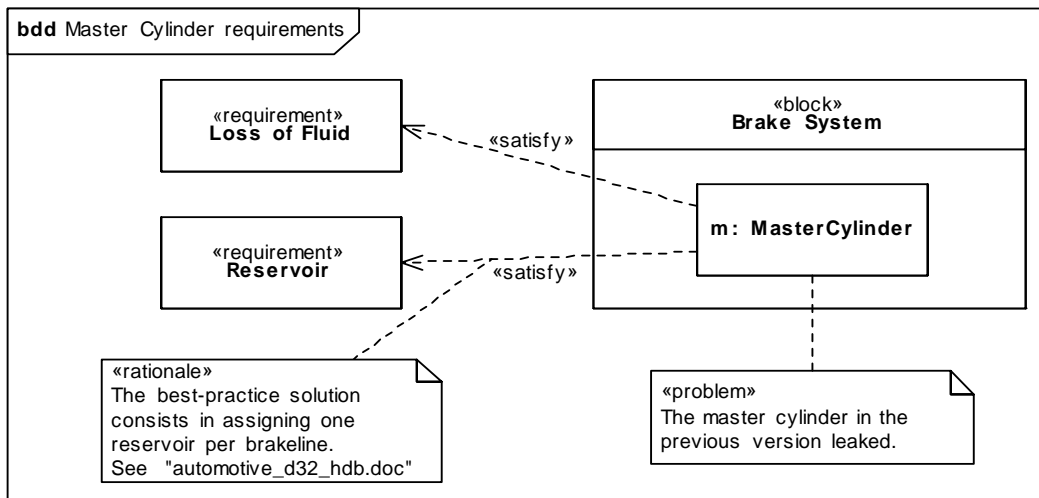 bdd Master Cylinder requirements
«requirement»
Loss of Fluid
«satisfy»
«block»
Brake System
m: MasterCylinder
«requirement»
Reservoir
«satisfy»
«rationale»
The best-practice solution
consists in assigning one
reservoir per brakeline.
See "automotive_d32_hdb.doc"
«problem»
The master cylinder in the
previous version leaked.